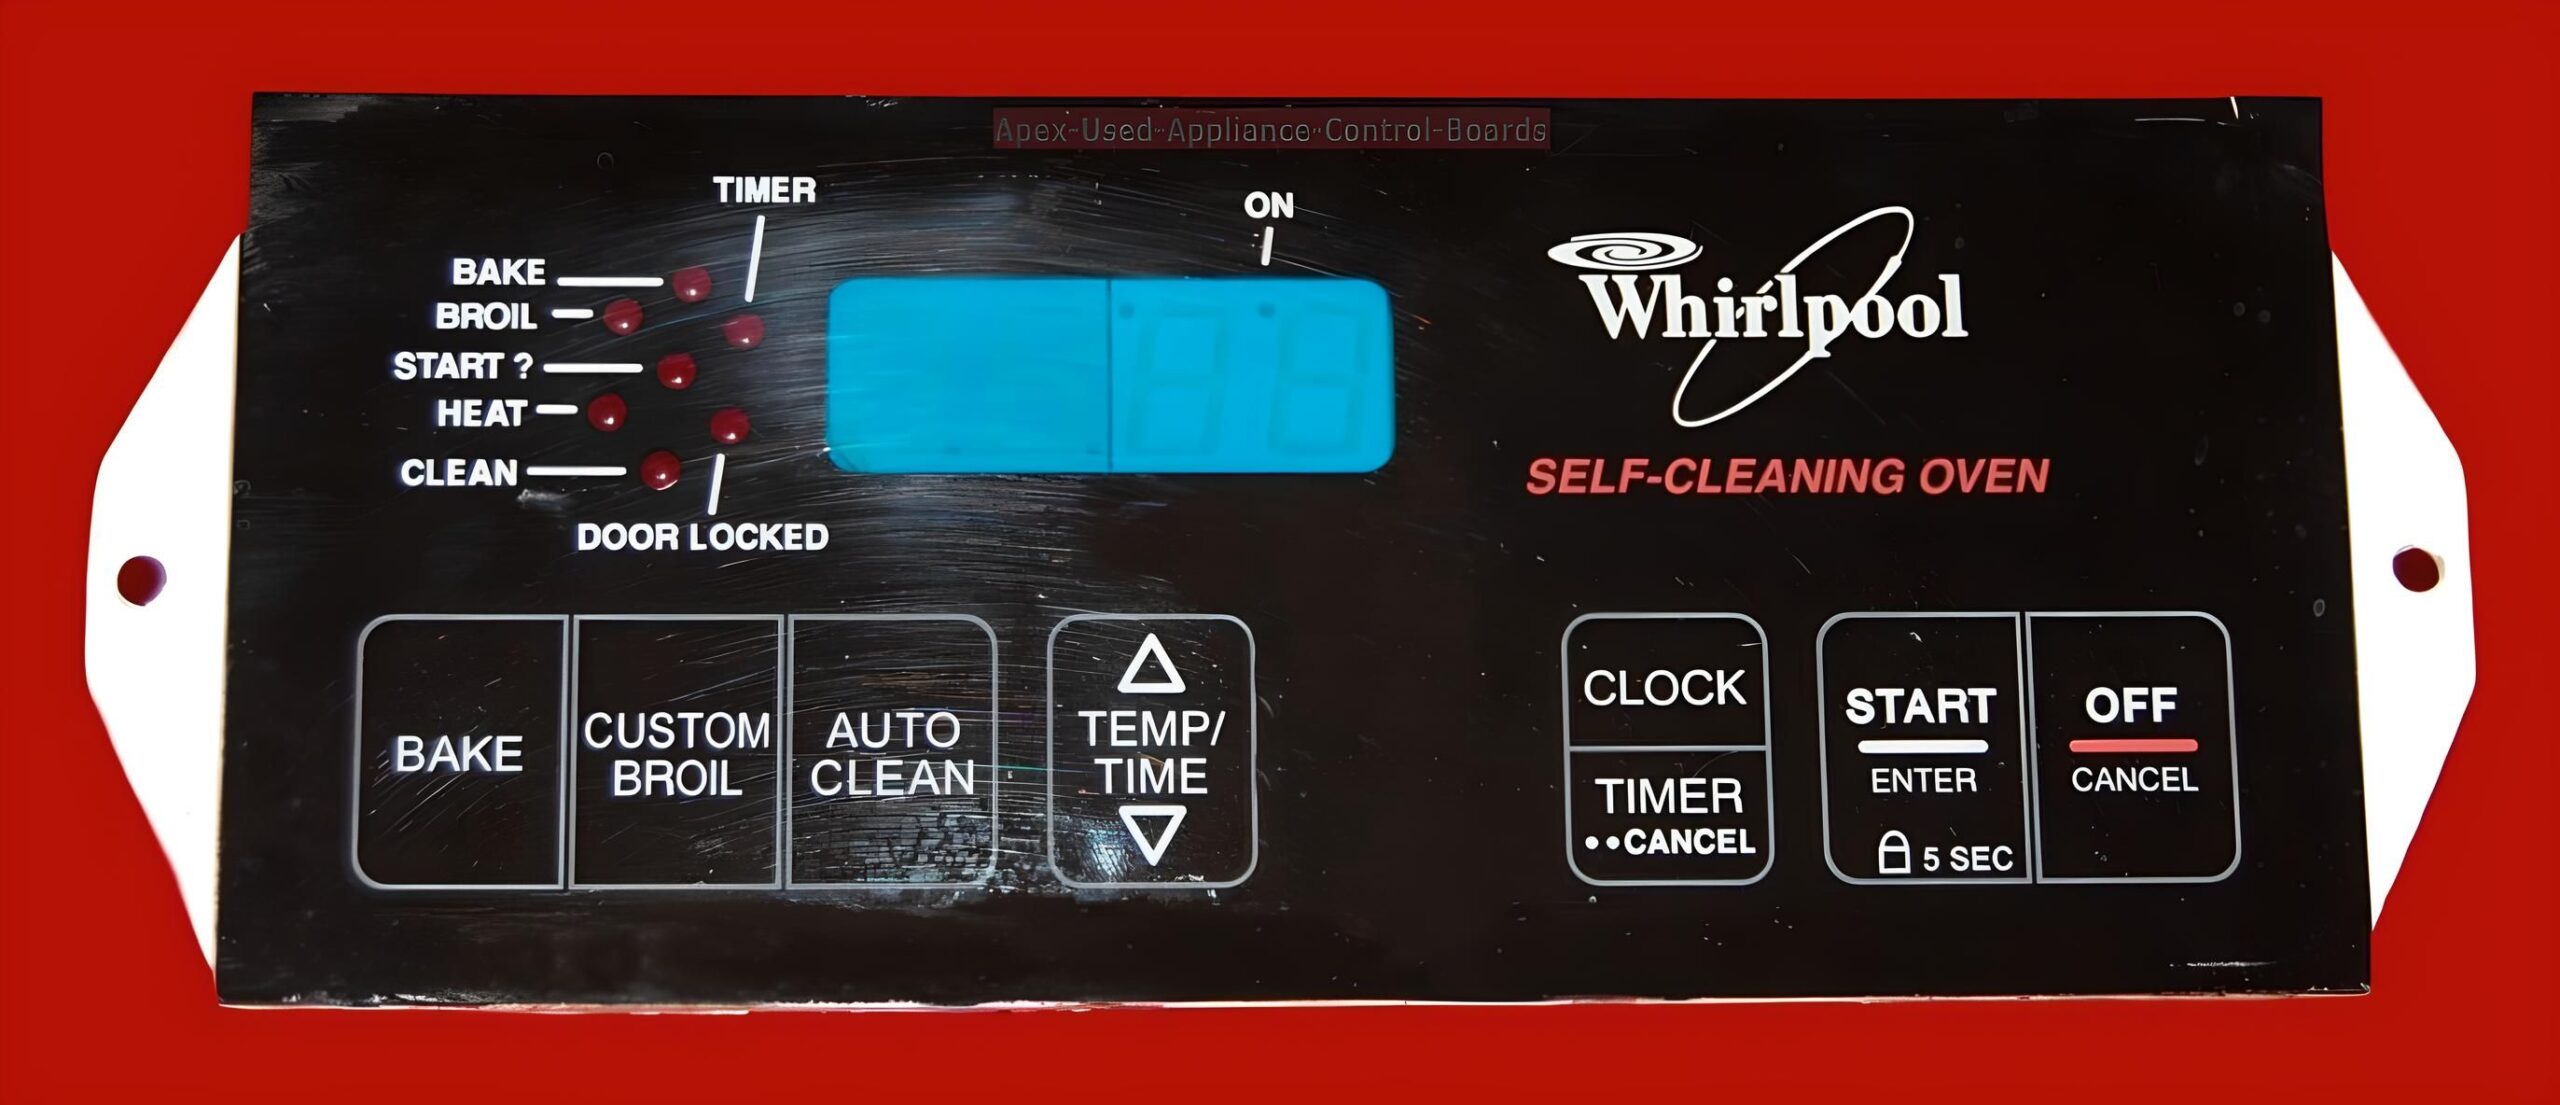 Apex-Used-Appliance-Control-Boards
TIMER
ON
BAKE
BROIL
START ?
HEAT
CLEAN
DOOR LOCKED
Whirlpool
SELF-CLEANING OVEN
BAKE
CUSTOM
BROIL
AUTO
CLEAN
TEMP/
TIME
CLOCK
TIMER
••CANCEL
START
ENTER
5 SEC
OFF
CANCEL